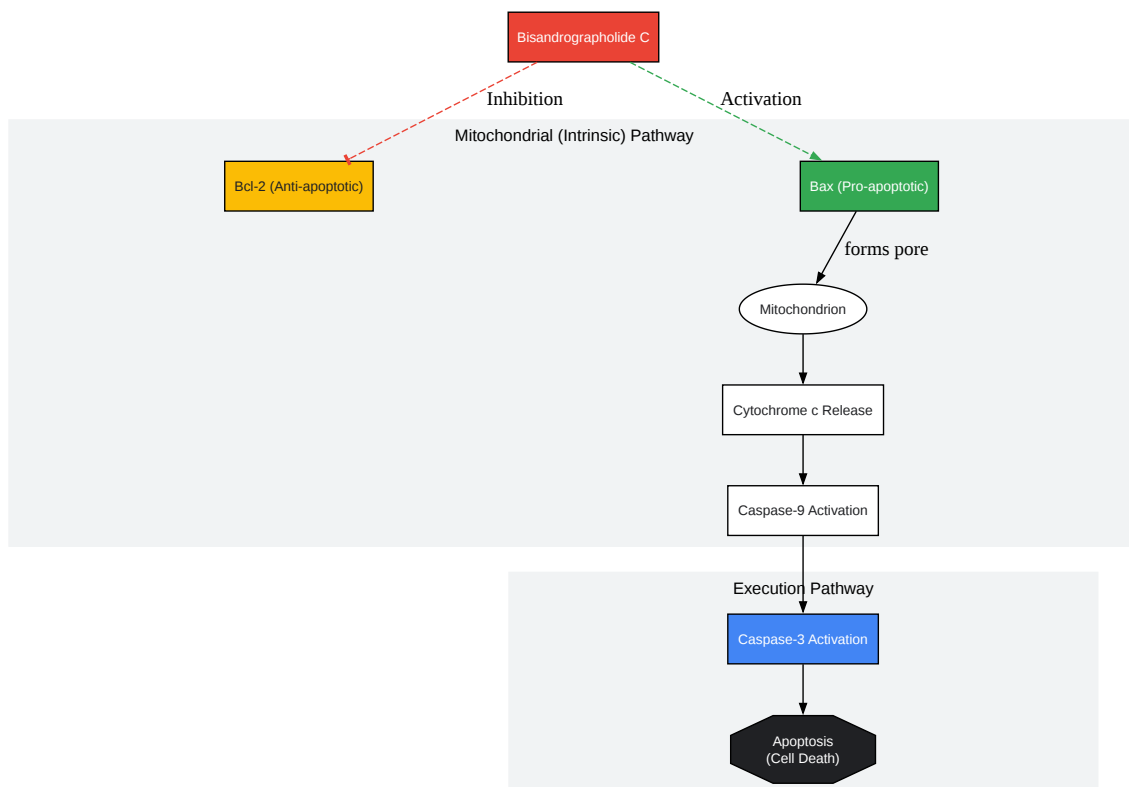 Bisandrographolide C
Inhibition
Activation
Mitochondrial (Intrinsic) Pathway
Bcl-2 (Anti-apoptotic)
Bax (Pro-apoptotic)
forms pore
Mitochondrion
Cytochrome c Release
Caspase-9 Activation
Execution Pathway
Caspase-3 Activation
Apoptosis
(Cell Death)